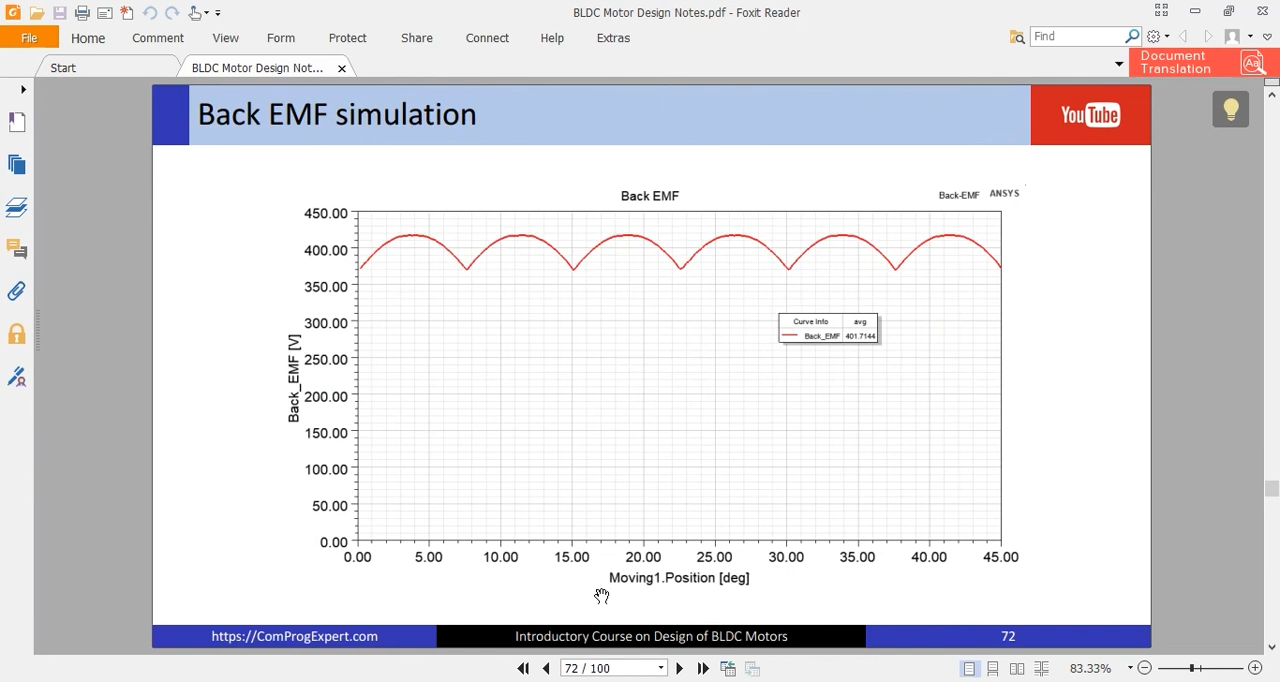 BLDC Motor Design Notes.pdf - Foxit Reader
File Home Comment View Form Protect Share Connect Help Extras Find
Start BLDC Motor Design Not... Document
Translation
Back EMF simulation YouTube
Back EMF Back-EMF ANSYS
450.00
400.00
350.00
300.00
250.00
200.00
150.00
100.00
50.00
0.00
Back_EMF [V]
Curve Info avg
Back_EMF 401.7144
0.00 5.00 10.00 15.00 20.00 25.00 30.00 35.00 40.00 45.00
Moving1.Position [deg]
https://ComProgExpert.com Introductory Course on Design of BLDC Motors 72
72 / 100 83.33%